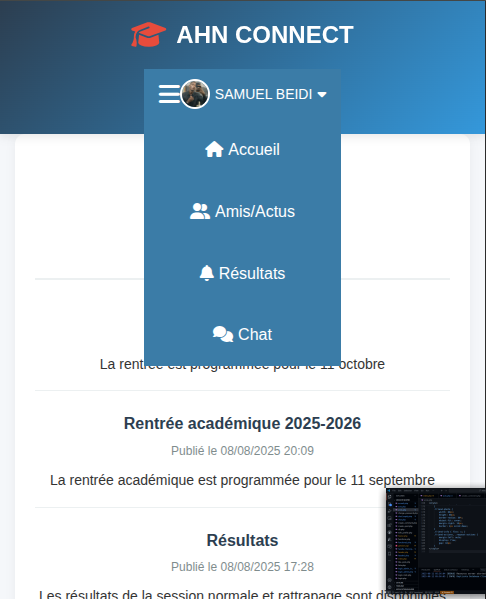 AHN CONNECT
SAMUEL BEIDI
Accueil
Amis/Actus
Résultats
Chat
La rentrée est programmée pour le 11 octobre
Rentrée académique 2025-2026
Publié le 08/08/2025 20:09
La rentrée académique est programmée pour le 11 septembre
Résultats
Publié le 08/08/2025 17:28
Les résultats de la session normale et rattrapage sont disponibles